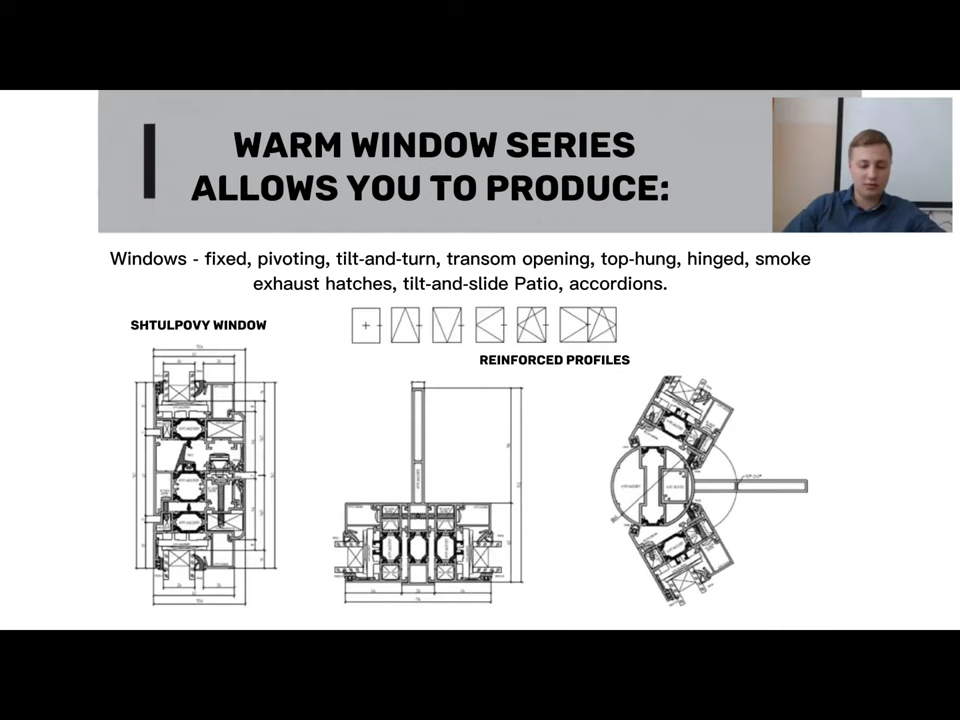 WARM WINDOW SERIES
ALLOWS YOU TO PRODUCE:
Windows - fixed, pivoting, tilt-and-turn, transom opening, top-hung, hinged, smoke
exhaust hatches, tilt-and-slide Patio, accordions.
SHTULPOVY WINDOW
REINFORCED PROFILES